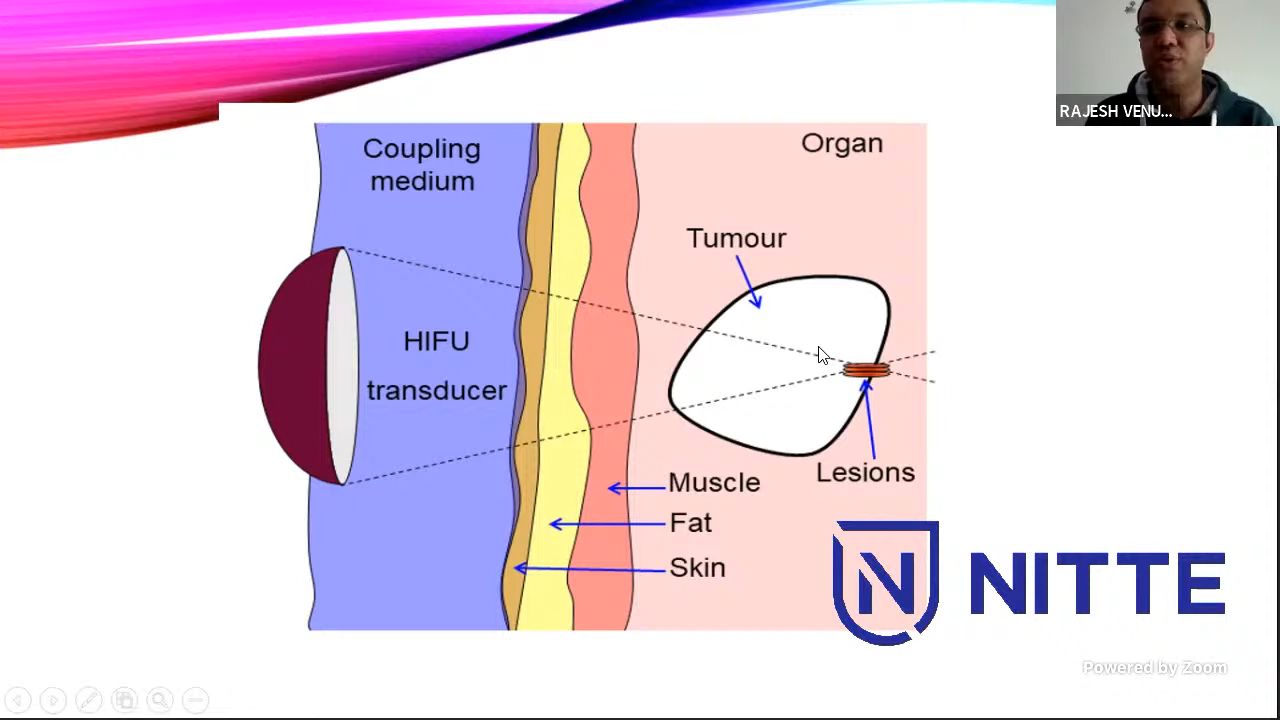 RAJESH VENU...
Coupling
medium
Organ
Tumour
HIFU
transducer
Lesions
Muscle
Fat
Skin
N NITTE
Powered by Zoom